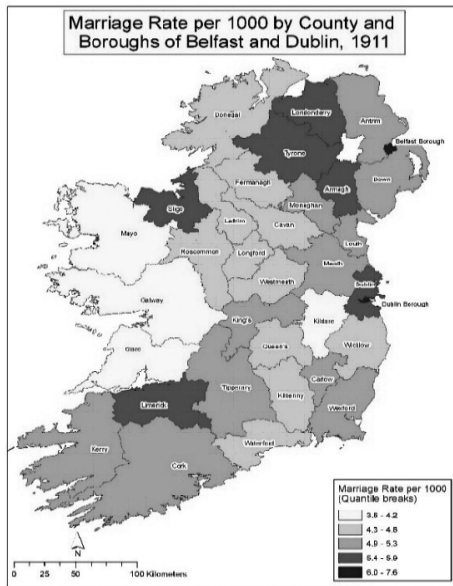 Marriage Rate per 1000 by County and
Boroughs of Belfast and Dublin, 1911
Donegal
Londonderry
Antrim
Belfast Borough
Tyrone
Fermanagh
Armagh
Down
Monaghan
Sligo
Leitrim
Cavan
Mayo
Louth
Roscommon
Longford
Meath
Westmeath
Dublin
Dublin Borough
Galway
King's
Kildare
Queen's
Wicklow
Clare
Carlow
Tipperary
Kilkenny
Limerick
Wexford
Waterford
Kerry
Cork
Marriage Rate per 1000
(Quantile breaks)
3.6 - 4.2
4.3 - 4.8
4.9 - 5.3
5.4 - 5.9
6.0 - 7.6
N
0 25 50 100 Kilometers